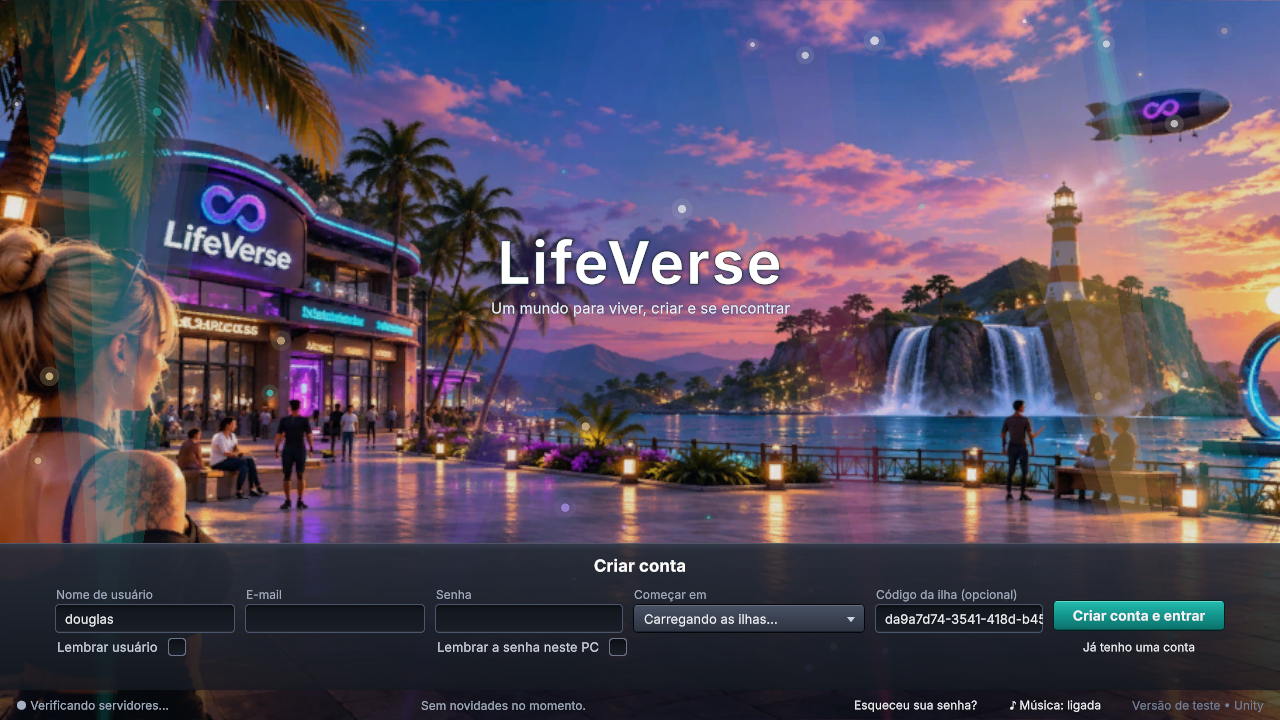 LifeVerse
LifeVerse
Um mundo para viver, criar e se encontrar
Criar conta
Nome de usuário
E-mail
Senha
Começar em
Código da ilha (opcional)
douglas
Carregando as ilhas...
da9a7d74-3541-418d-b45
Criar conta e entrar
Lembrar usuário
Lembrar a senha neste PC
Já tenho uma conta
Verificando servidores...
Sem novidades no momento.
Esqueceu sua senha?
♪ Música: ligada
Versão de teste • Unity